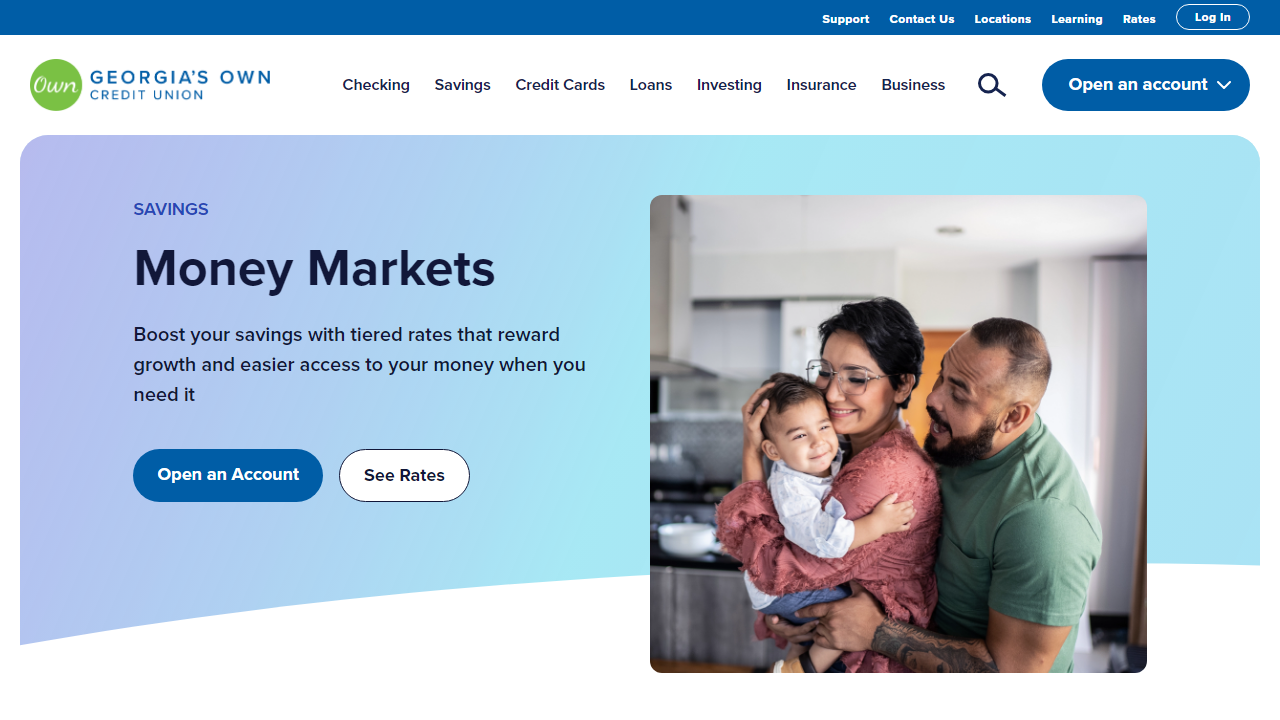 Support Contact Us Locations Learning Rates Log In
Own GEORGIA'S OWN
CREDIT UNION
Checking Savings Credit Cards Loans Investing Insurance Business Open an account
SAVINGS
Money Markets
Boost your savings with tiered rates that reward
growth and easier access to your money when you
need it
Open an Account See Rates